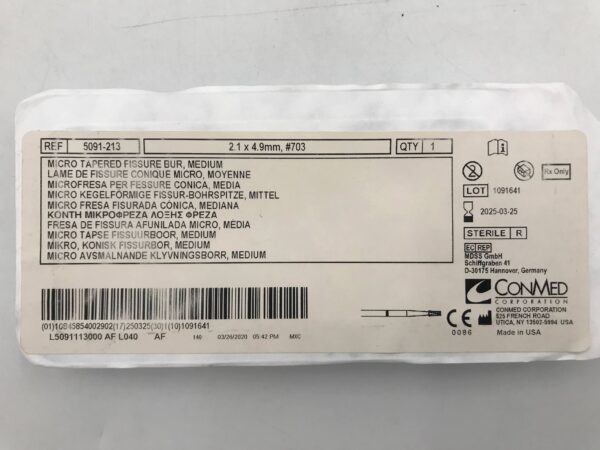 REF 5091-213 2.1 x 4.9mm, #703 QTY 1
MICRO TAPERED FISSURE BUR, MEDIUM
LAME DE FISSURE CONIQUE MICRO, MOYENNE
MICROFRESA PER FESSURE CONICA, MEDIA
MICRO KEGELFÖRMIGE FISSUR-BOHRSPITZE, MITTEL
MICRO FRESA FISURADA CONICA, MEDIANA
ΚΟΝΤΗ ΜΙΚΡΟΦΡΕΖΑ ΛΟΞΗΣ ΦΡΕΖΑ
FRESA DE FISSURA AFUNILADA MICRO, MEDIA
MICRO TAPSE FISSUURBOOR, MEDIUM
MIKRO, KONISK FISSURBOR, MEDIUM
MICRO AVSMALNANDE KLYVNINGSBORR, MEDIUM
Rx Only
LOT 1091641
2025-03-25
STERILE R
EC REP
MDSS GmbH
Schiffgraben 41
D-30175 Hannover, Germany
CONMED
CORPORATION
CONMED CORPORATION
525 FRENCH ROAD
UTICA, NY 13502-5994 USA
Made in USA
CE
0086
(01)10845854002902(17)250325(30)1(10)1091641
L5091113000 AF L040 AF 140 03/26/2020 05:42 PM MXC